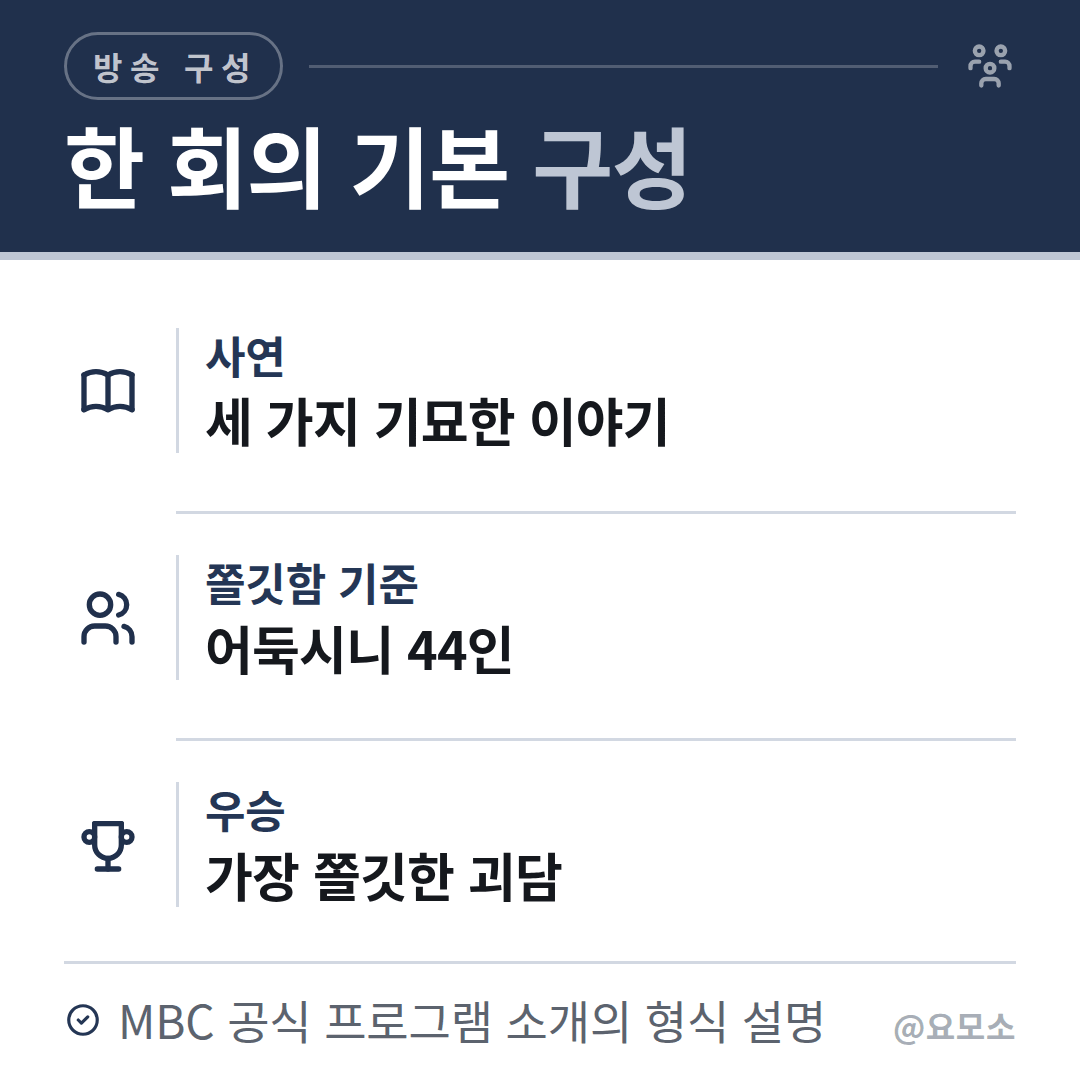 방송 구성
한 회의 기본 구성
사연
세 가지 기묘한 이야기
쫄깃함 기준
어둑시니 44인
우승
가장 쫄깃한 괴담
MBC 공식 프로그램 소개의 형식 설명
@요모소